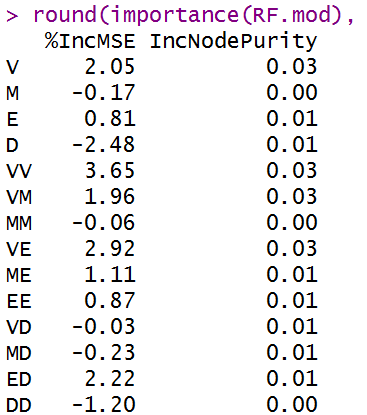 > round(importance(RF.mod),
%IncMSE IncNodePurity
V 2.05 0.03
M -0.17 0.00
E 0.81 0.01
D -2.48 0.01
VV 3.65 0.03
VM 1.96 0.03
MM -0.06 0.00
VE 2.92 0.03
ME 1.11 0.01
EE 0.87 0.01
VD -0.03 0.01
MD -0.23 0.01
ED 2.22 0.01
DD -1.20 0.00